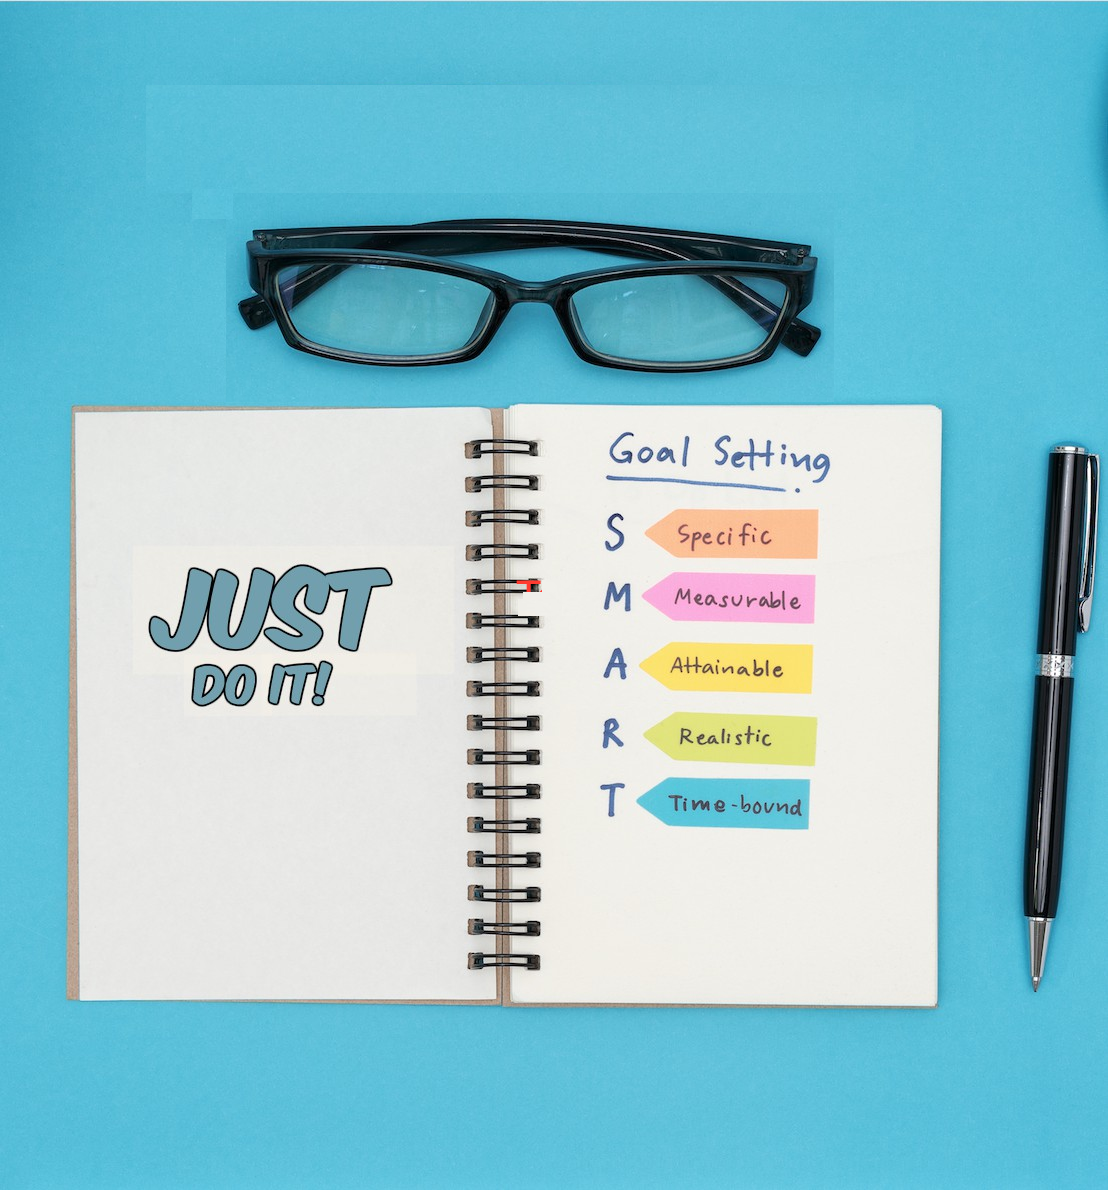 JUST
DO IT!
Goal Setting
S Specific
M Measurable
A Attainable
R Realistic
T Time-bound